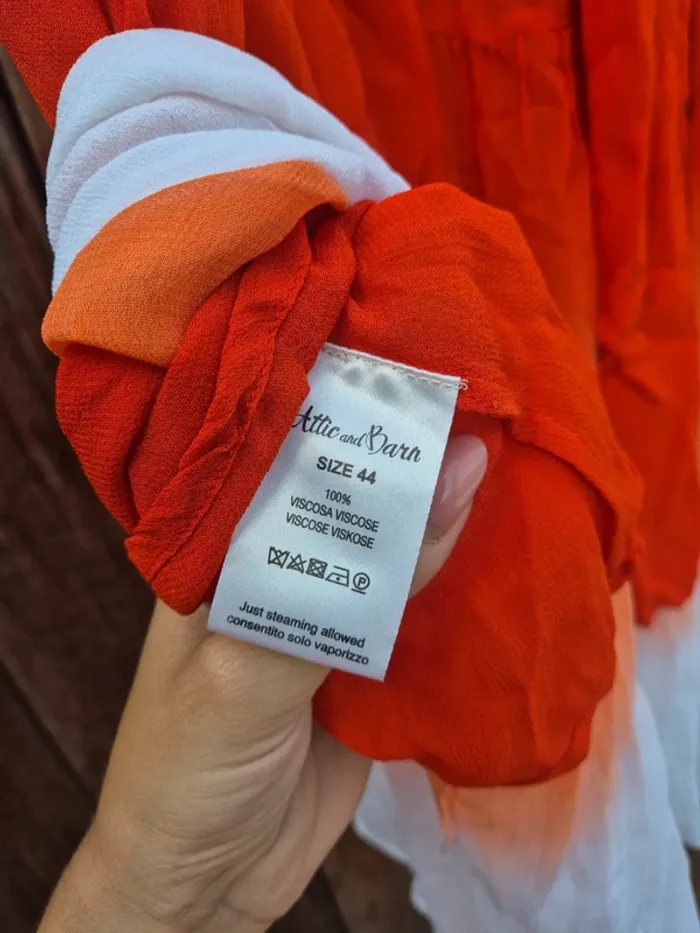 Attic and Barn
SIZE 44
100%
VISCOSA VISCOSE
VISCOSE VISKOSE
P
Just steaming allowed
consentito solo vaporizzo